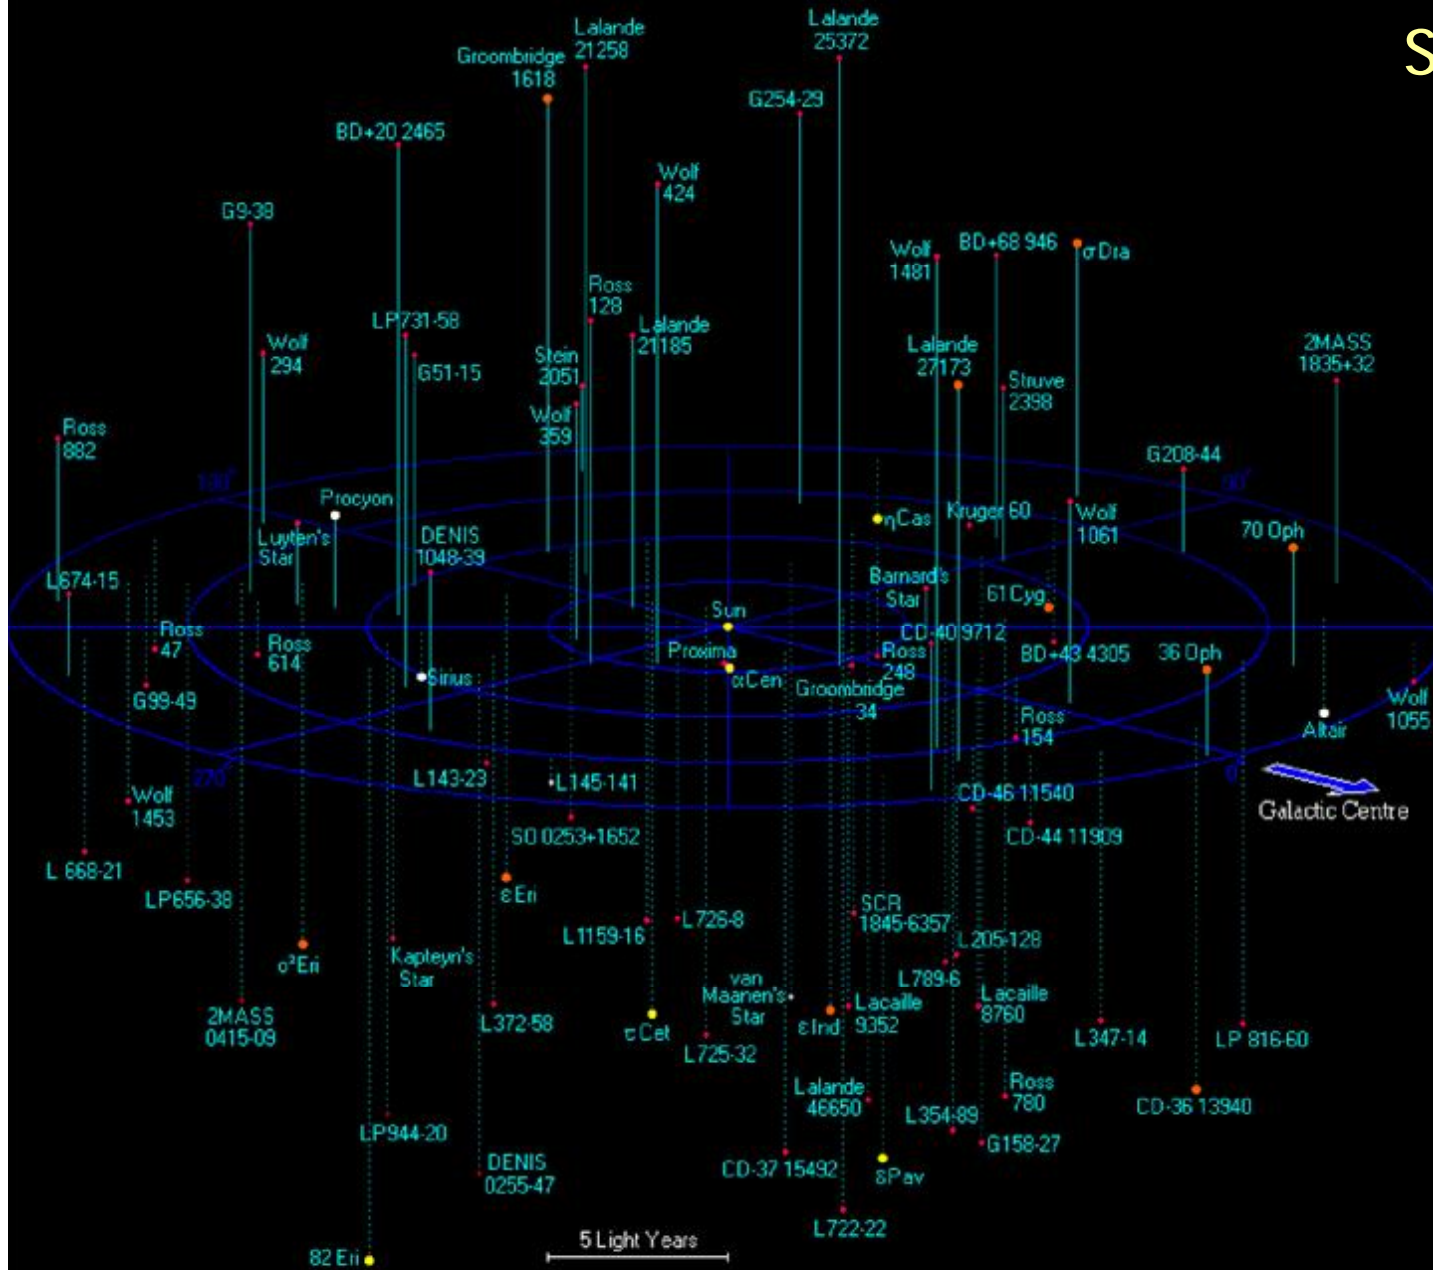 S
Lalande
25372
Lalande
21258
Groombridge
1618
G254-29
BD+20 2465
Wolf
424
G9-38
Wolf
1481
BD+68 946
σDra
Ross
128
LP731-58
Lalande
21185
Wolf
294
G51-15
Stein
2051
Lalande
27173
2MASS
1835+32
Struve
2398
Wolf
359
Ross
882
G208-44
180°
90°
Procyon
ηCas
Kruger 60
Wolf
1061
70 Oph
Luyten's
Star
DENIS
1048-39
L674-15
Barnard's
Star
61 Cyg
Sun
CD-40 9712
Ross
47
Ross
614
Proxima
Ross
248
BD+43 4305
36 Oph
Sirius
αCen
Groombridge
34
G99-49
Wolf
1055
Ross
154
Altair
270°
0°
L143-23
L145-141
Wolf
1453
CD-46 11540
Galactic Centre
SO 0253+1652
CD-44 11909
L 668-21
LP656-38
εEri
SCR
1845-6357
L726-8
L1159-16
L205-128
ο²Eri
Kapteyn's
Star
L789-6
van
Maanen's
Star
Lacaille
9352
Lacaille
8760
2MASS
0415-09
L372-58
τCet
εInd
L347-14
LP 816-60
L725-32
Lalande
46650
Ross
780
L354-89
CD-36 13940
LP944-20
G158-27
DENIS
0255-47
CD-37 15492
δPav
L722-22
5 Light Years
82 Eri